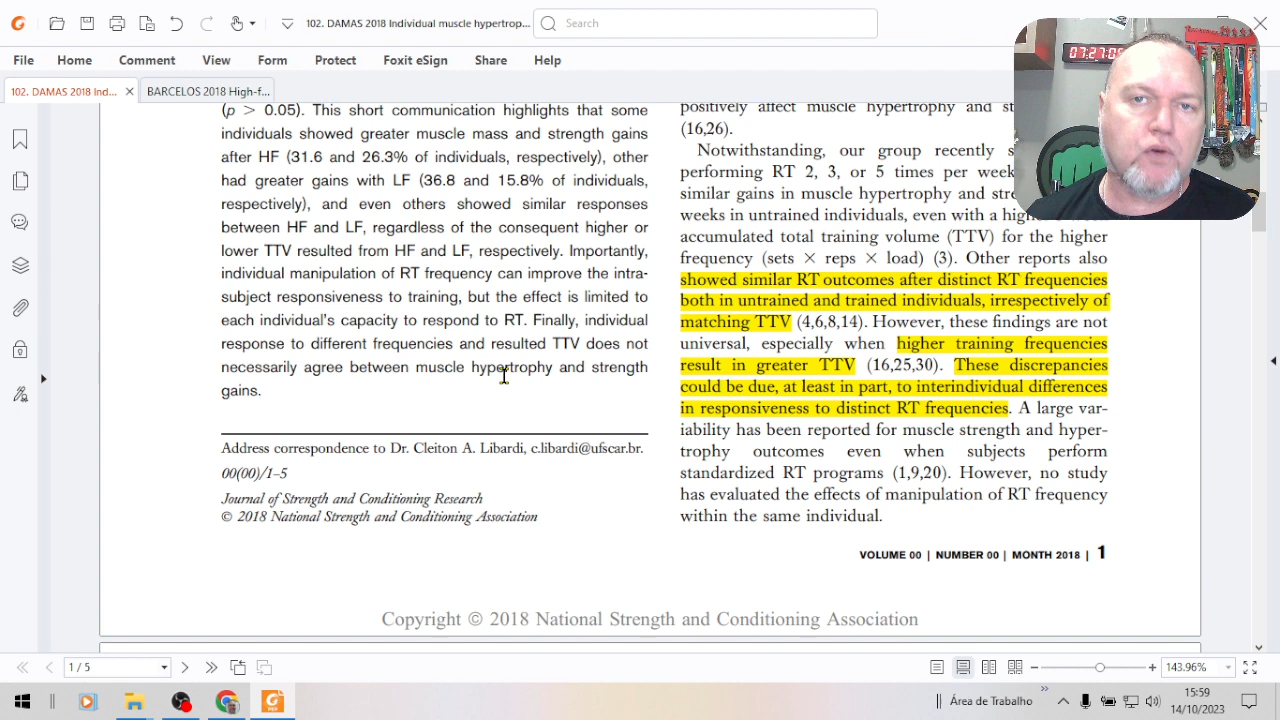 102. DAMAS 2018 Individual muscle hypertrop...
Search
File Home Comment View Form Protect Foxit eSign Share Help
102. DAMAS 2018 Ind...
BARCELOS 2018 High-f...
(p > 0.05). This short communication highlights that some
individuals showed greater muscle mass and strength gains
after HF (31.6 and 26.3% of individuals, respectively), other
had greater gains with LF (36.8 and 15.8% of individuals,
respectively), and even others showed similar responses
between HF and LF, regardless of the consequent higher or
lower TTV resulted from HF and LF, respectively. Importantly,
individual manipulation of RT frequency can improve the intra-
subject responsiveness to training, but the effect is limited to
each individual's capacity to respond to RT. Finally, individual
response to different frequencies and resulted TTV does not
necessarily agree between muscle hypertrophy and strength
gains.
Address correspondence to Dr. Cleiton A. Libardi, c.libardi@ufscar.br.
00(00)/1–5
Journal of Strength and Conditioning Research
© 2018 National Strength and Conditioning Association
positively affect muscle hypertrophy and
(16,26).
Notwithstanding, our group recently
performing RT 2, 3, or 5 times per week
similar gains in muscle hypertrophy and
weeks in untrained individuals, even with a
accumulated total training volume (TTV) for the higher
frequency (sets × reps × load) (3). Other reports also
showed similar RT outcomes after distinct RT frequencies
both in untrained and trained individuals, irrespectively of
matching TTV (4,6,8,14). However, these findings are not
universal, especially when higher training frequencies
result in greater TTV (16,25,30). These discrepancies
could be due, at least in part, to interindividual differences
in responsiveness to distinct RT frequencies. A large var-
iability has been reported for muscle strength and hyper-
trophy outcomes even when subjects perform
standardized RT programs (1,9,20). However, no study
has evaluated the effects of manipulation of RT frequency
within the same individual.
VOLUME 00 | NUMBER 00 | MONTH 2018 | 1
Copyright © 2018 National Strength and Conditioning Association
1 / 5
143.96%
Área de Trabalho
15:59
14/10/2023